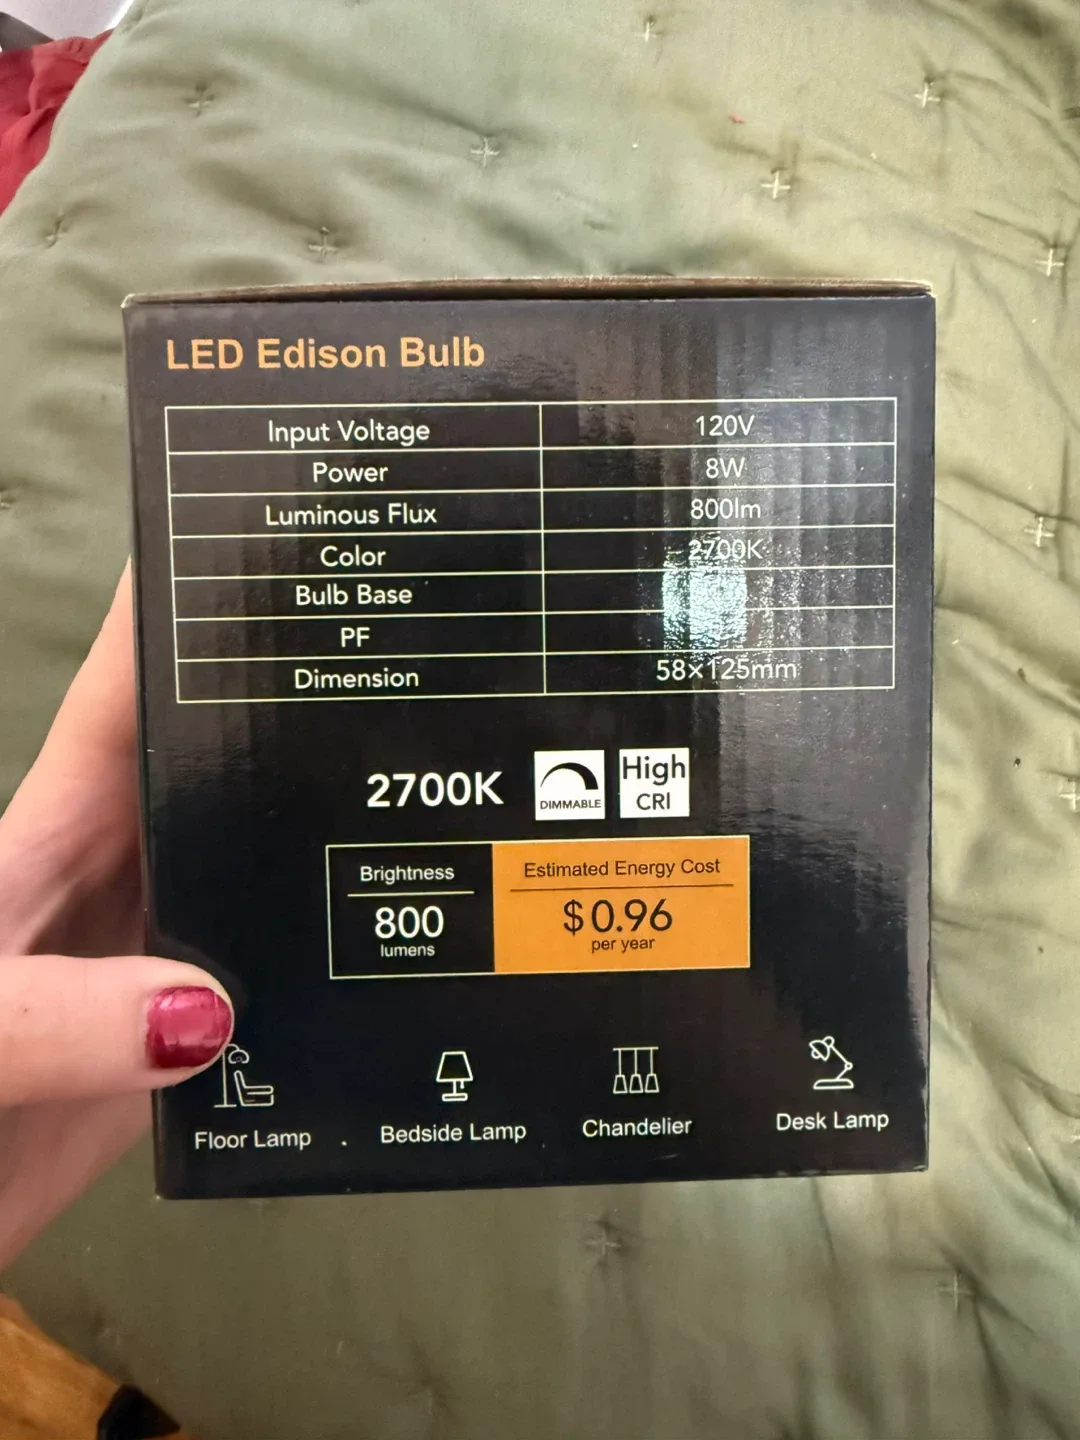 LED Edison Bulb
Input Voltage 120V
Power 8W
Luminous Flux 800lm
Color 2700K
Bulb Base
PF
Dimension 58×125mm
2700K
DIMMABLE
High
CRI
Brightness
800
lumens
Estimated Energy Cost
$0.96
per year
Floor Lamp
Bedside Lamp
Chandelier
Desk Lamp